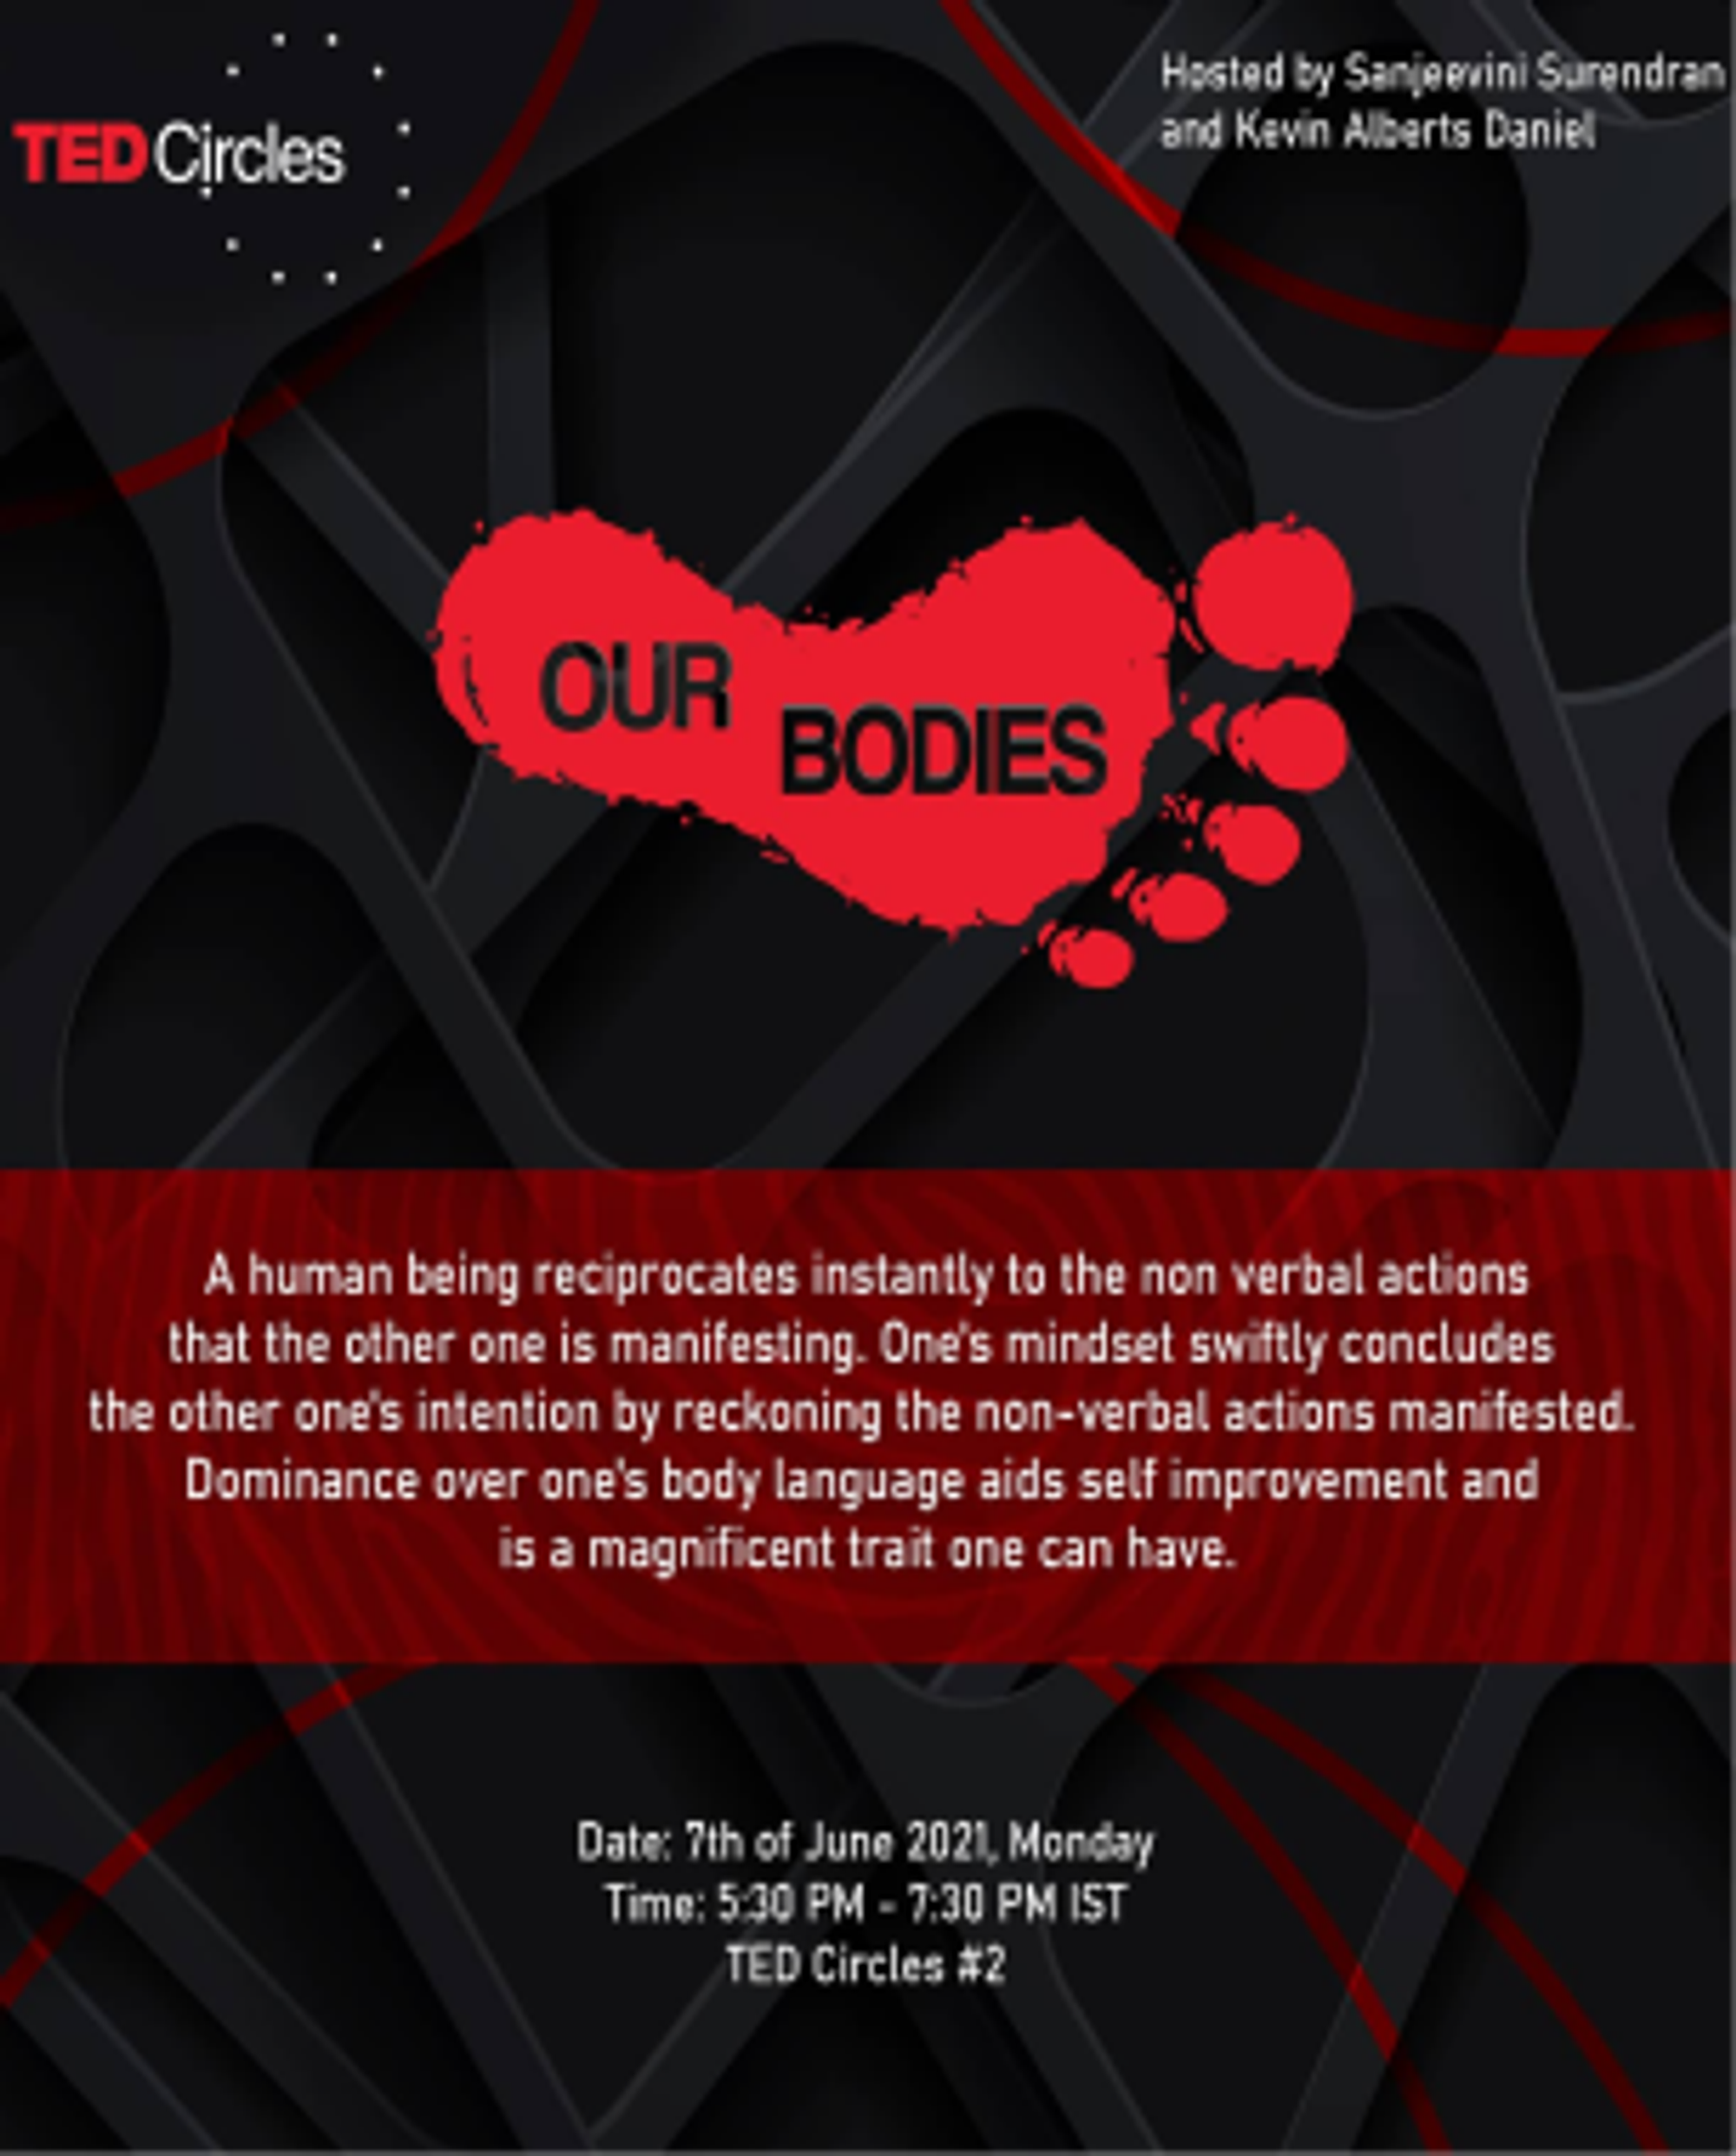 TEDCircles
Hosted by Sanjeevini Surendran
and Kevin Alberts Daniel
OUR
BODIES
A human being reciprocates instantly to the non verbal actions
that the other one is manifesting. One's mindset swiftly concludes
the other one's intention by reckoning the non-verbal actions manifested.
Dominance over one's body language aids self improvement and
is a magnificent trait one can have.
Date: 7th of June 2021, Monday
Time: 5:30 PM - 7:30 PM IST
TED Circles #2